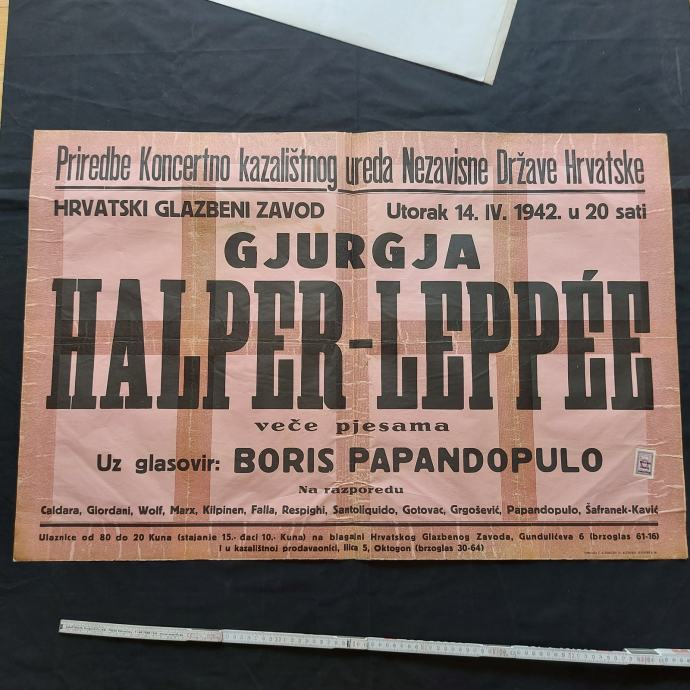 Priredbe Koncertno kazalištnog ureda Nezavisne Države Hrvatske
HRVATSKI GLAZBENI ZAVOD Utorak 14. IV. 1942. u 20 sati
GJURGJA
HALPER-LEPPÉE
veče pjesama
Uz glasovir: BORIS PAPANDOPULO
Na rasporedu
Caldara, Giordani, Wolf, Marx, Kilpinen, Falla, Respighi, Santoliquido, Gotovac, Grgošević, Papandopulo, Šafranek-Kavić
Ulaznice od 80 do 20 Kuna (stajanje 15.- đaci 10.- Kuna) na blagajni Hrvatskog Glazbenog Zavoda, Gundulićeva 6 (brzoglas 61-16)
i u kazalištnoj prodavaonici, Ilica 5, Oktogon (brzoglas 30-64)